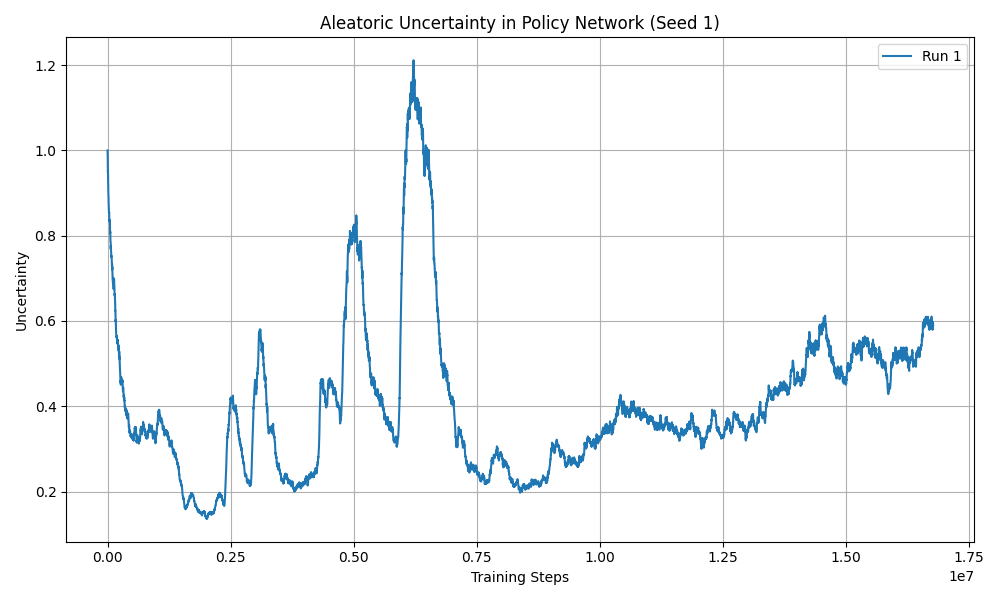 Aleatoric Uncertainty in Policy Network (Seed 1)
Run 1
Uncertainty
1.2
1.0
0.8
0.6
0.4
0.2
0.00 0.25 0.50 0.75 1.00 1.25 1.50 1.75
1e7
Training Steps